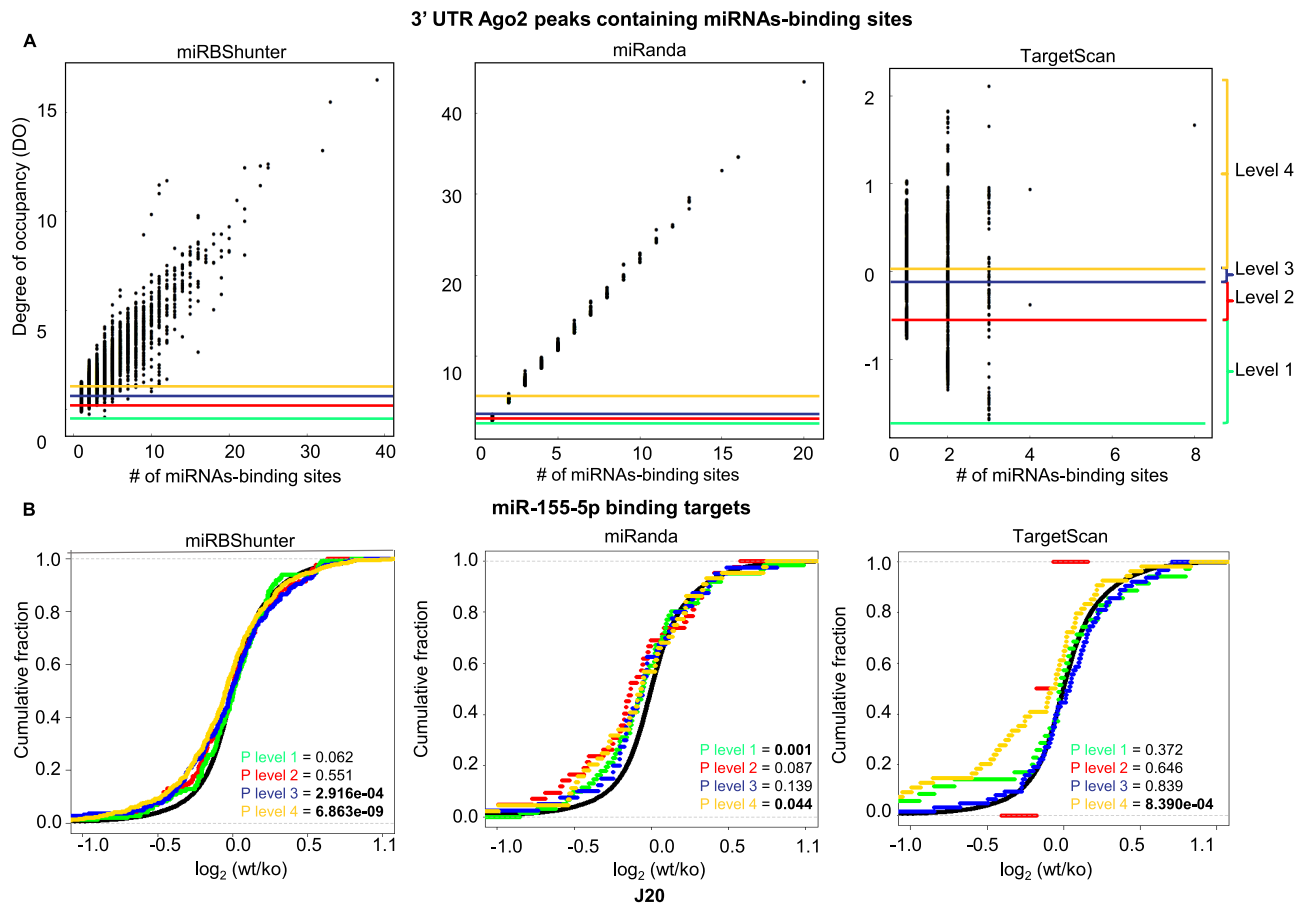 3’ UTR Ago2 peaks containing miRNAs-binding sites
A
miRBShunter
miRanda
TargetScan
Degree of occupancy (DO)
15
10
5
0
40
30
20
10
2
1
0
-1
Level 4
Level 3
Level 2
Level 1
0 10 20 30 40
0 5 10 15 20
0 2 4 6 8
# of miRNAs-binding sites
# of miRNAs-binding sites
# of miRNAs-binding sites
B
miR-155-5p binding targets
miRBShunter
miRanda
TargetScan
Cumulative fraction
1.0
0.8
0.6
0.4
0.2
0.0
P level 1 = 0.062
P level 2 = 0.551
P level 3 = 2.916e-04
P level 4 = 6.863e-09
-1.0 -0.5 0.0 0.5 1.1
log2 (wt/ko)
Cumulative fraction
1.0
0.8
0.6
0.4
0.2
0.0
P level 1 = 0.001
P level 2 = 0.087
P level 3 = 0.139
P level 4 = 0.044
-1.0 -0.5 0.0 0.5 1.1
log2 (wt/ko)
Cumulative fraction
1.0
0.8
0.6
0.4
0.2
0.0
P level 1 = 0.372
P level 2 = 0.646
P level 3 = 0.839
P level 4 = 8.390e-04
-1.0 -0.5 0.0 0.5 1.1
log2 (wt/ko)
J20